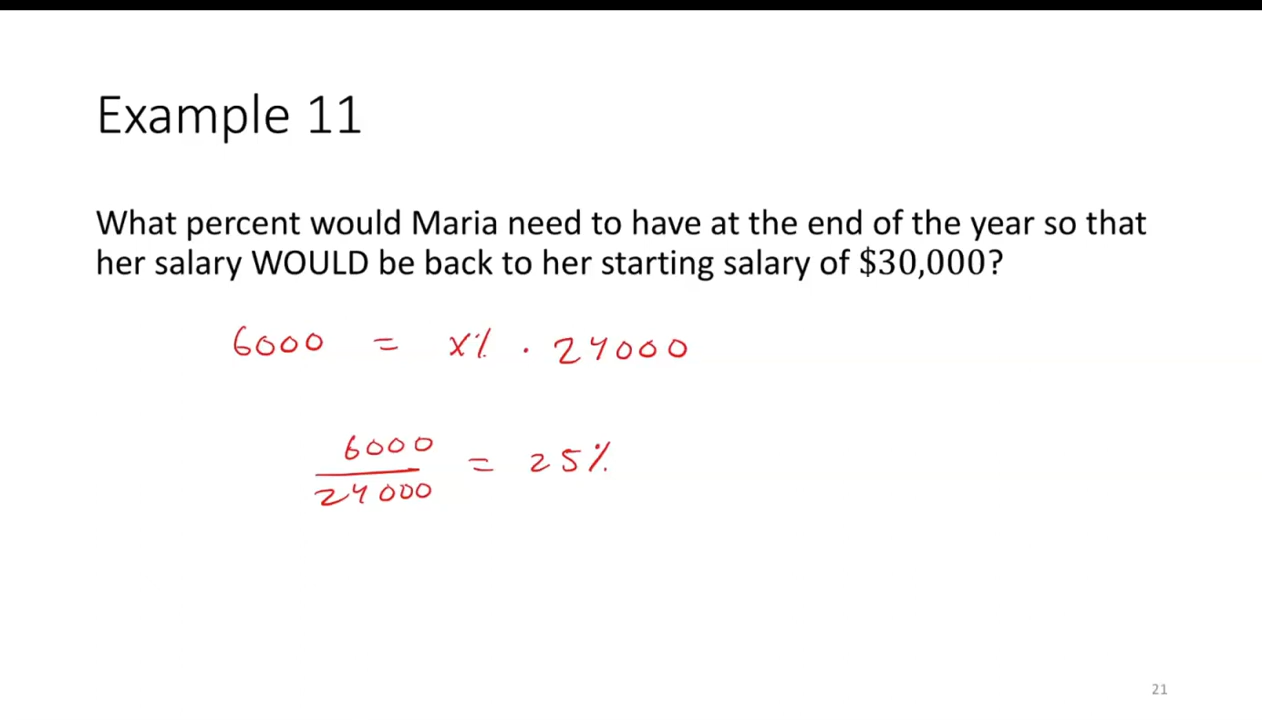 Example 11
What percent would Maria need to have at the end of the year so that
her salary WOULD be back to her starting salary of $30,000?
6000 = x% · 24000
6000
24000
= 25%
21